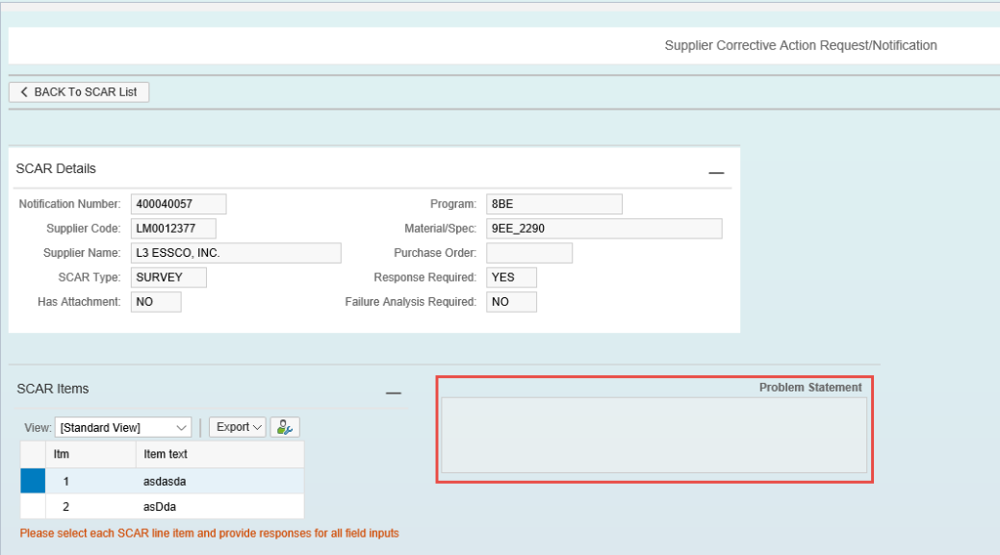 Supplier Corrective Action Request/Notification
BACK To SCAR List
SCAR Details
Notification Number: 400040057 Program: 8BE
Supplier Code: LM0012377 Material/Spec: 9EE_2290
Supplier Name: L3 ESSCO, INC. Purchase Order:
SCAR Type: SURVEY Response Required: YES
Has Attachment: NO Failure Analysis Required: NO
SCAR Items
Problem Statement
View: [Standard View] Export
Itm Item text
1 asdasda
2 asDda
Please select each SCAR line item and provide responses for all field inputs